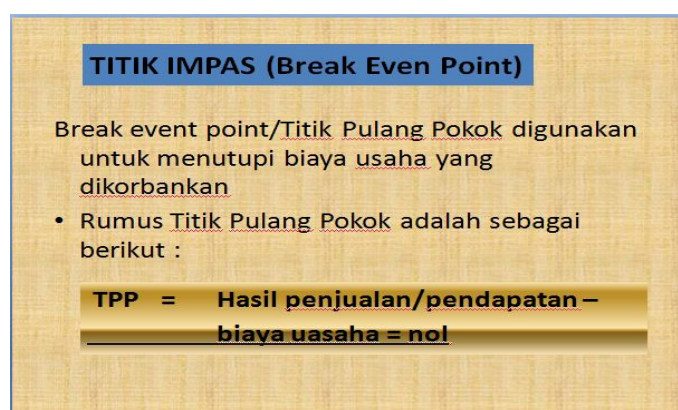 TITIK IMPAS (Break Even Point)
Break event point/Titik Pulang Pokok digunakan
untuk menutupi biaya usaha yang
dikorbankan
• Rumus Titik Pulang Pokok adalah sebagai
berikut :
TPP = Hasil penjualan/pendapatan –
biaya uasaha = nol